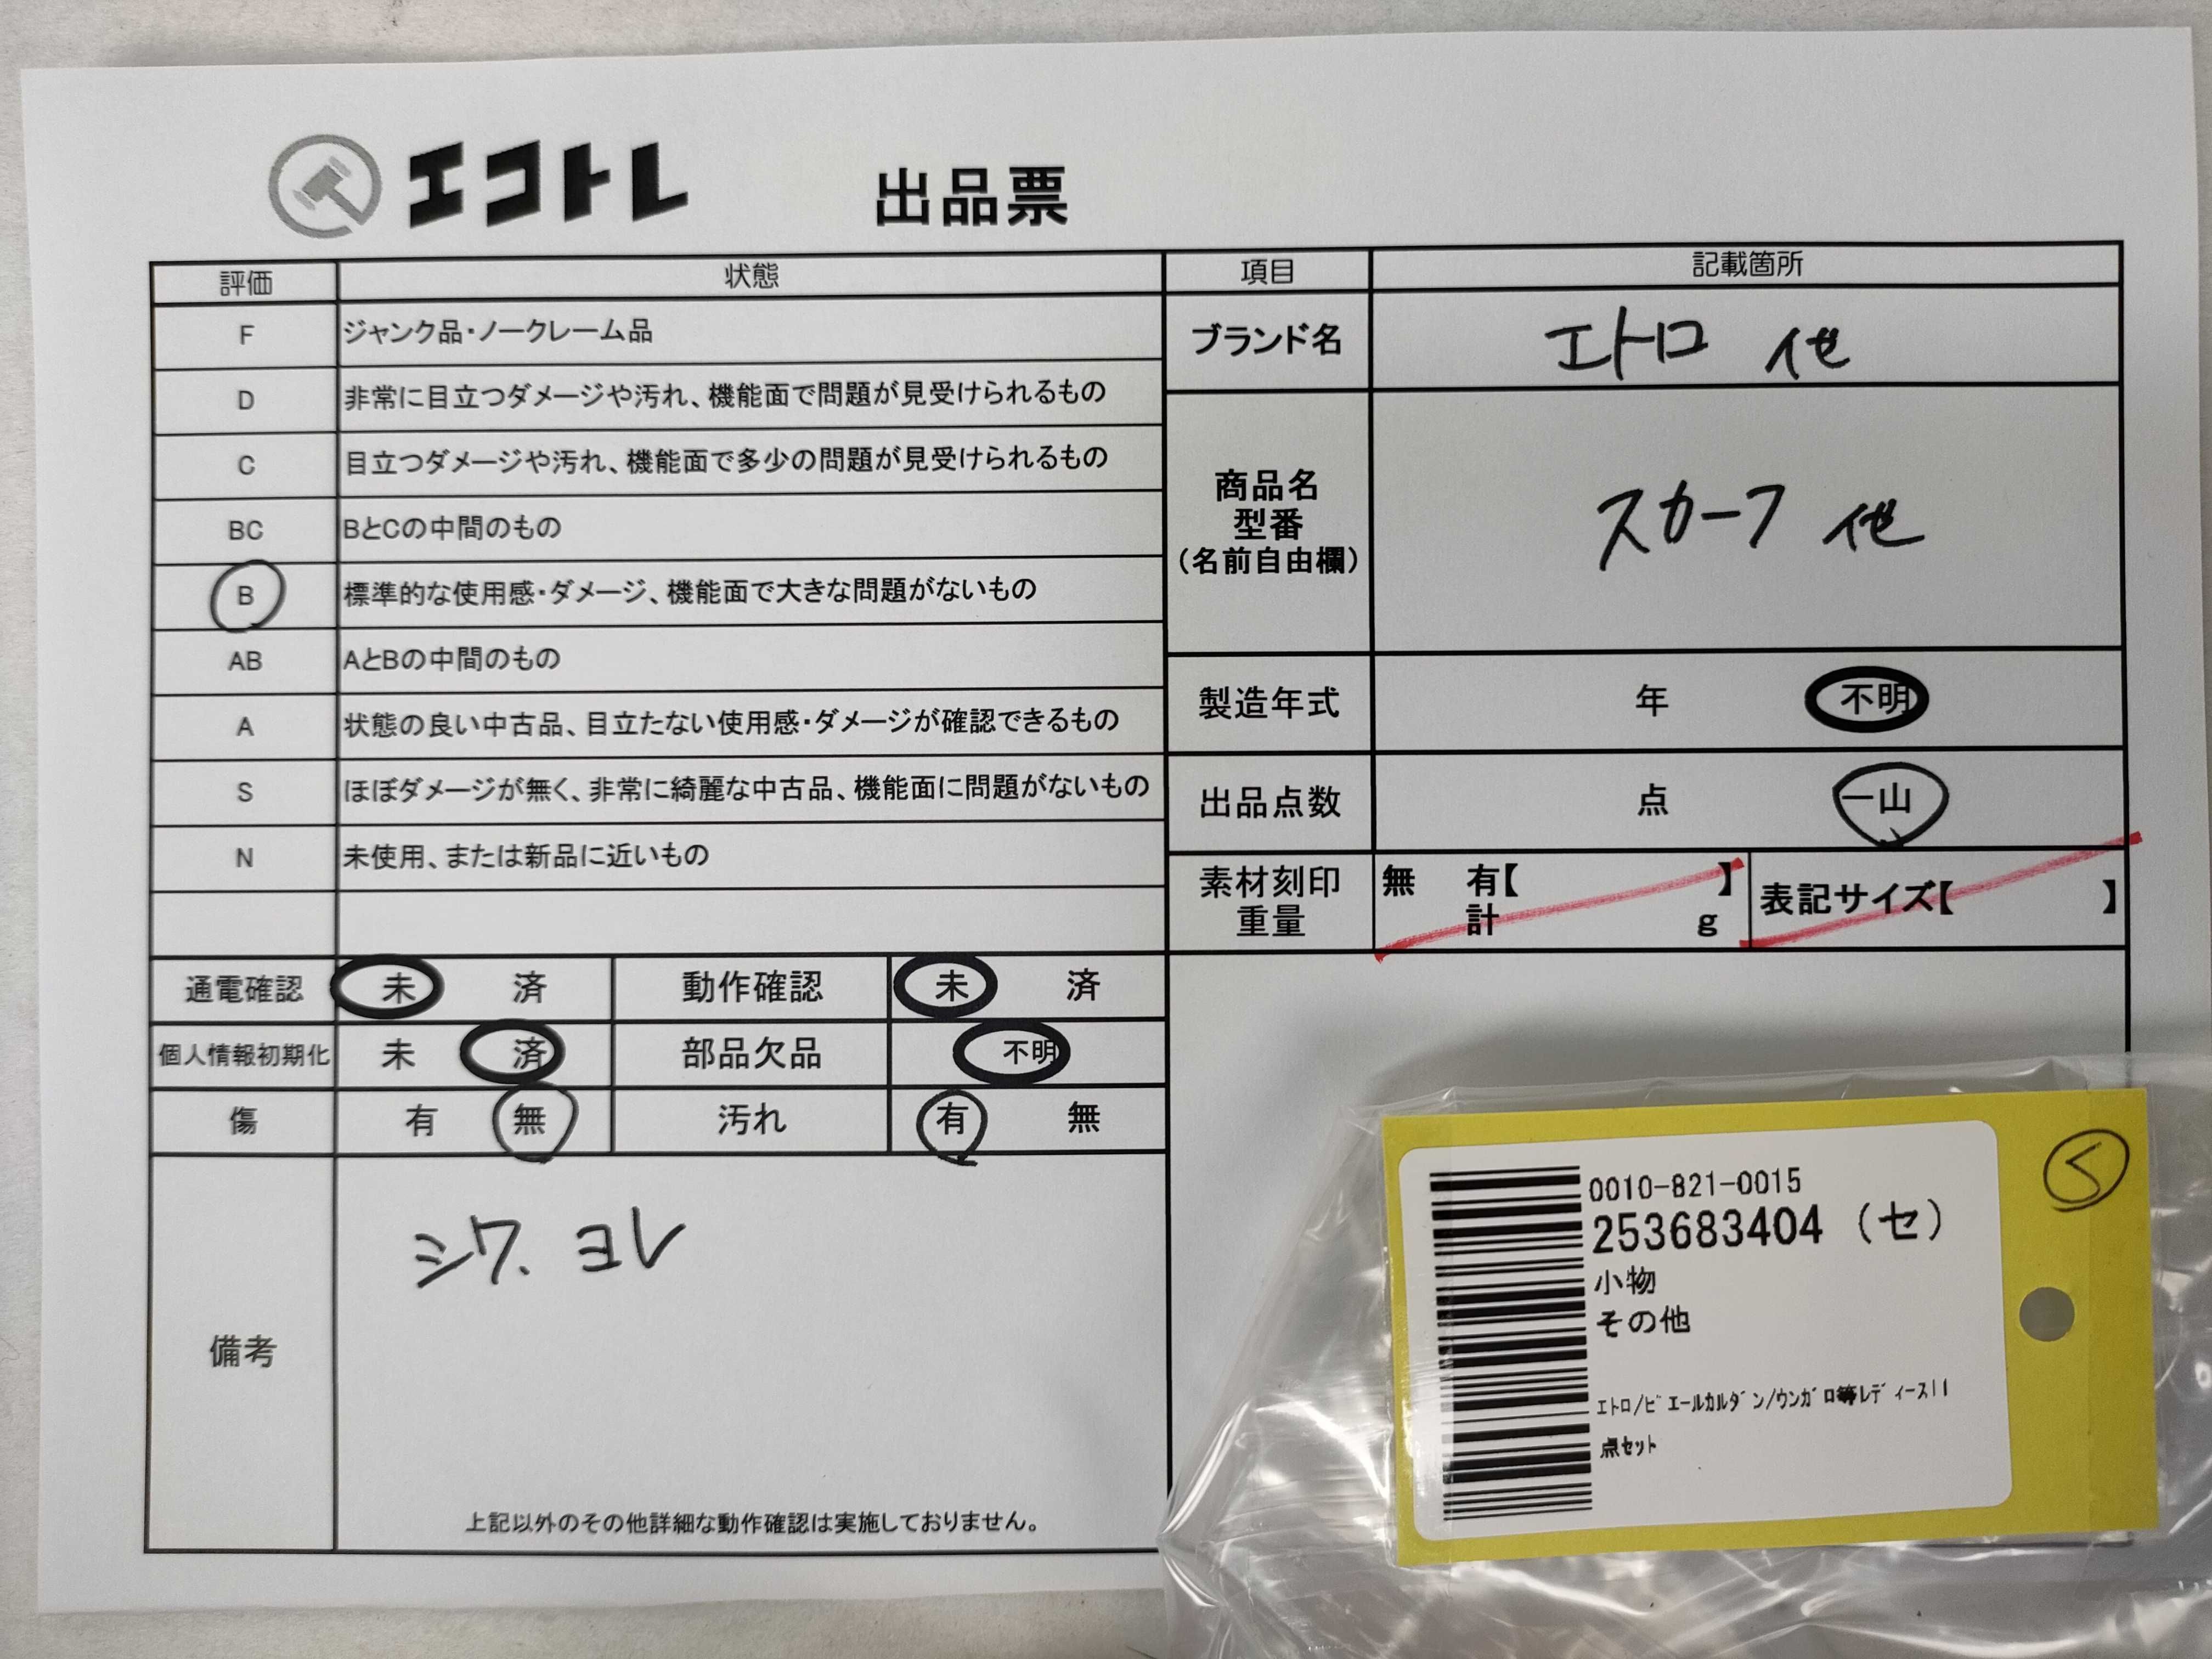 エコトレ 出品票
評価 状態
F ジャンク品・ノークレーム品
D 非常に目立つダメージや汚れ、機能面で問題が見受けられるもの
C 目立つダメージや汚れ、機能面で多少の問題が見受けられるもの
BC BとCの中間のもの
B 標準的な使用感・ダメージ、機能面で大きな問題がないもの
AB AとBの中間のもの
A 状態の良い中古品、目立たない使用感・ダメージが確認できるもの
S ほぼダメージが無く、非常に綺麗な中古品、機能面に問題がないもの
N 未使用、または新品に近いもの
通電確認 未 済 動作確認 未 済
個人情報初期化 未 済 部品欠品 不明
傷 有 無 汚れ 有 無
備考
シワ、ヨレ
上記以外のその他詳細な動作確認は実施しておりません。
項目 記載箇所
ブランド名 エトロ 他
商品名
型番
(名前自由欄)
スカーフ 他
製造年式 年 不明
出品点数 点 一山
素材刻印
重量
無 有【 】
計 g
表記サイズ【 】
0010-821-0015
253683404 (セ)
小物
その他
ｴﾄﾛ/ﾋﾟｴｰﾙｶﾙﾀﾞﾝ/ｳﾝｶﾞﾛ等ﾚﾃﾞｨｰｽ11
点ｾｯﾄ